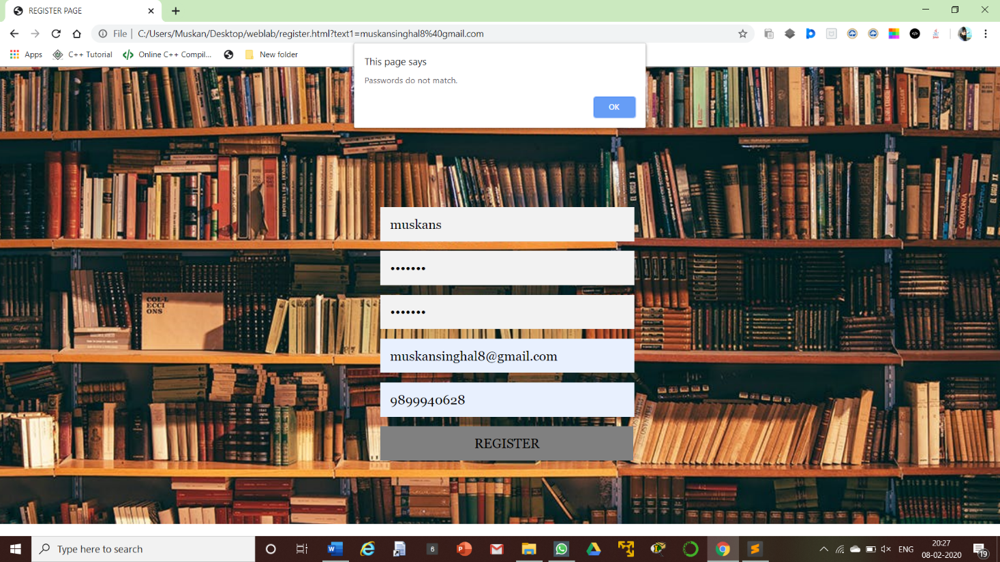 REGISTER PAGE
File
C:/Users/Muskan/Desktop/weblab/register.html?text1=muskansinghal8%40gmail.com
Apps
C++ Tutorial
Online C++ Compil...
New folder
This page says
Passwords do not match.
OK
muskans
•••••••
•••••••
muskansinghal8@gmail.com
9899940628
REGISTER
COL·L
ECCI
ONS
CATALONIA
Type here to search
6
ENG
20:27
08-02-2020
19